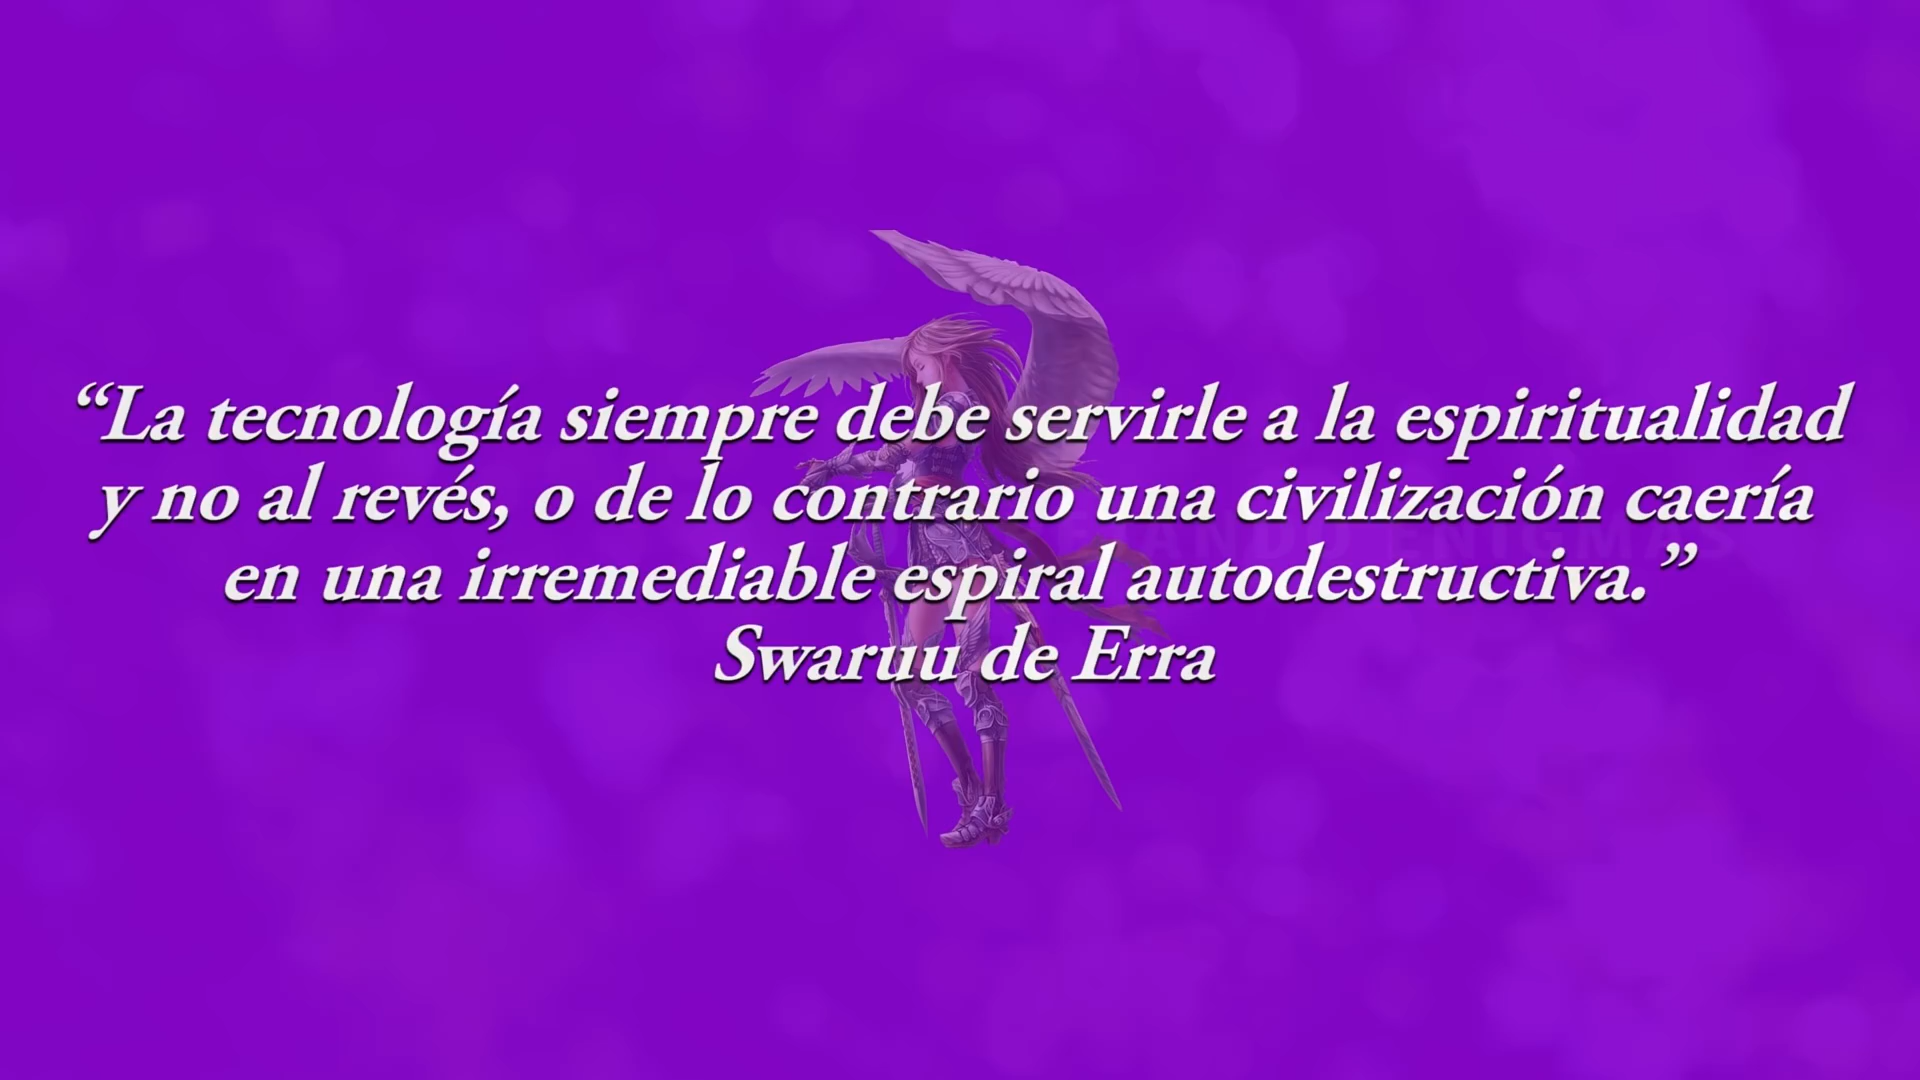 “La tecnología siempre debe servirle a la espiritualidad
y no al revés, o de lo contrario una civilización caería
en una irremediable espiral autodestructiva.”
Swaruu de Erra
ENIGMAS